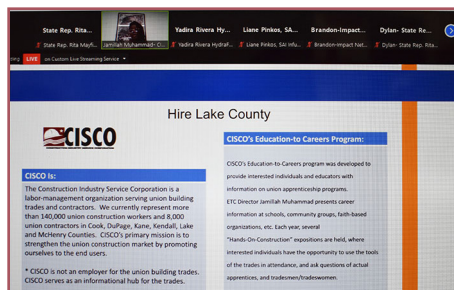 State Rep. Rita...
Yadira Rivera Hy...
Liane Pinkos, SA...
Brandon-Impact...
Dylan- State Re...
State Rep. Rita Mayfi...
Jamillah Muhammad- CI...
Yadira Rivera HydraF...
Liane Pinkos, SAI Infu...
Brandon-Impact Net...
Dylan- State Rep. Rita...
LIVE on Custom Live Streaming Service
Hire Lake County
CISCO
CISCO Is:
The Construction Industry Service Corporation is a
labor-management organization serving union building
trades and contractors. We currently represent more
than 140,000 union construction workers and 8,000
union contractors in Cook, DuPage, Kane, Kendall, Lake
and McHenry Counties. CISCO's primary mission is to
strengthen the union construction market by promoting
ourselves to the end users.
* CISCO is not an employer for the union building trades.
CISCO serves as an informational hub for the trades.
CISCO's Education-to Careers Program:
CISCO's Education-to-Careers program was developed to
provide interested individuals and educators with
information on union apprenticeship programs.
ETC Director Jamillah Muhammad presents career
information at schools, community groups, faith-based
organizations, etc. Each year, several
"Hands-On-Construction" expositions are held, where
interested individuals have the opportunity to use the tools
of the trades in attendance, and ask questions of actual
apprentices, and tradesmen/tradeswomen.